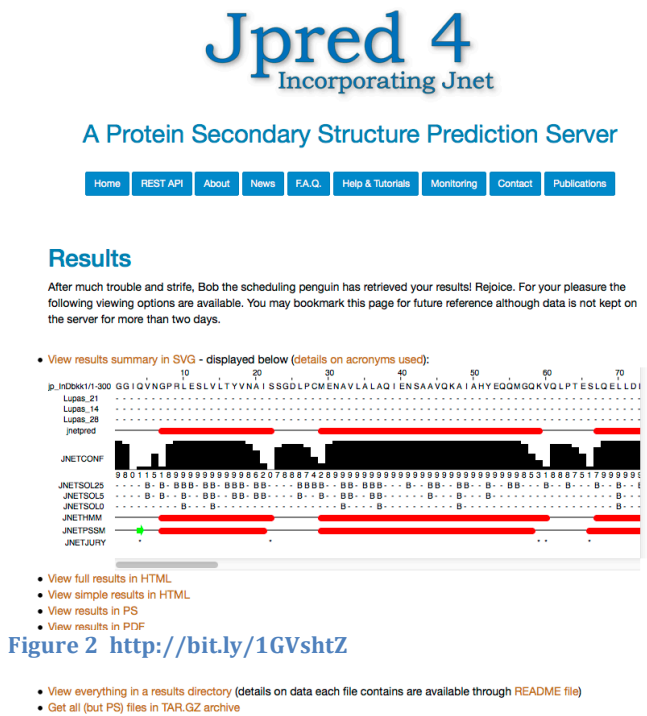 Jpred 4
Incorporating Jnet
A Protein Secondary Structure Prediction Server
Home REST API About News F.A.Q. Help & Tutorials Monitoring Contact Publications
Results
After much trouble and strife, Bob the scheduling penguin has retrieved your results! Rejoice. For your pleasure the
following viewing options are available. You may bookmark this page for future reference although data is not kept on
the server for more than two days.
• View results summary in SVG - displayed below (details on acronyms used):
10 20 30 40 50 60 70
jp_InDbkk1/1-300 GGIQVNGPRLESLVLTYVNAISSGDLPCMENAVLALAQIENSAAVQKAIAHYEQQMGQKVQLPTESLQELLD
Lupas_21
Lupas_14
Lupas_28
jnetpred
JNETCONF
JNETSOL25
JNETSOL5
JNETSOL0
JNETHMM
JNETPSSM
JNETJURY
• View full results in HTML
• View simple results in HTML
• View results in PS
• View results in PDF
Figure 2 http://bit.ly/1GVshtZ
• View everything in a results directory (details on data each file contains are available through README file)
• Get all (but PS) files in TAR.GZ archive